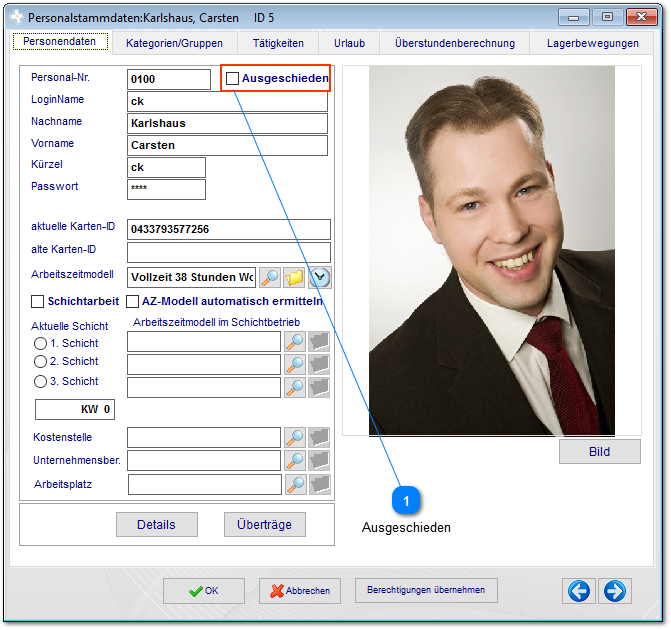 Personalstammdaten:Karlshaus, Carsten ID 5
Personendaten Kategorien/Gruppen Tätigkeiten Urlaub Überstundenberechnung Lagerbewegungen
Personal-Nr. 0100 Ausgeschieden
LoginName ck
Nachname Karlshaus
Vorname Carsten
Kürzel ck
Passwort ****
aktuelle Karten-ID 0433793577256
alte Karten-ID
Arbeitszeitmodell Vollzeit 38 Stunden Wo
Schichtarbeit AZ-Modell automatisch ermitteln
Aktuelle Schicht Arbeitszeitmodell im Schichtbetrieb
1. Schicht
2. Schicht
3. Schicht
KW 0
Kostenstelle
Unternehmensber.
Arbeitsplatz
Bild
1
Ausgeschieden
Details Überträge
OK Abbrechen Berechtigungen übernehmen